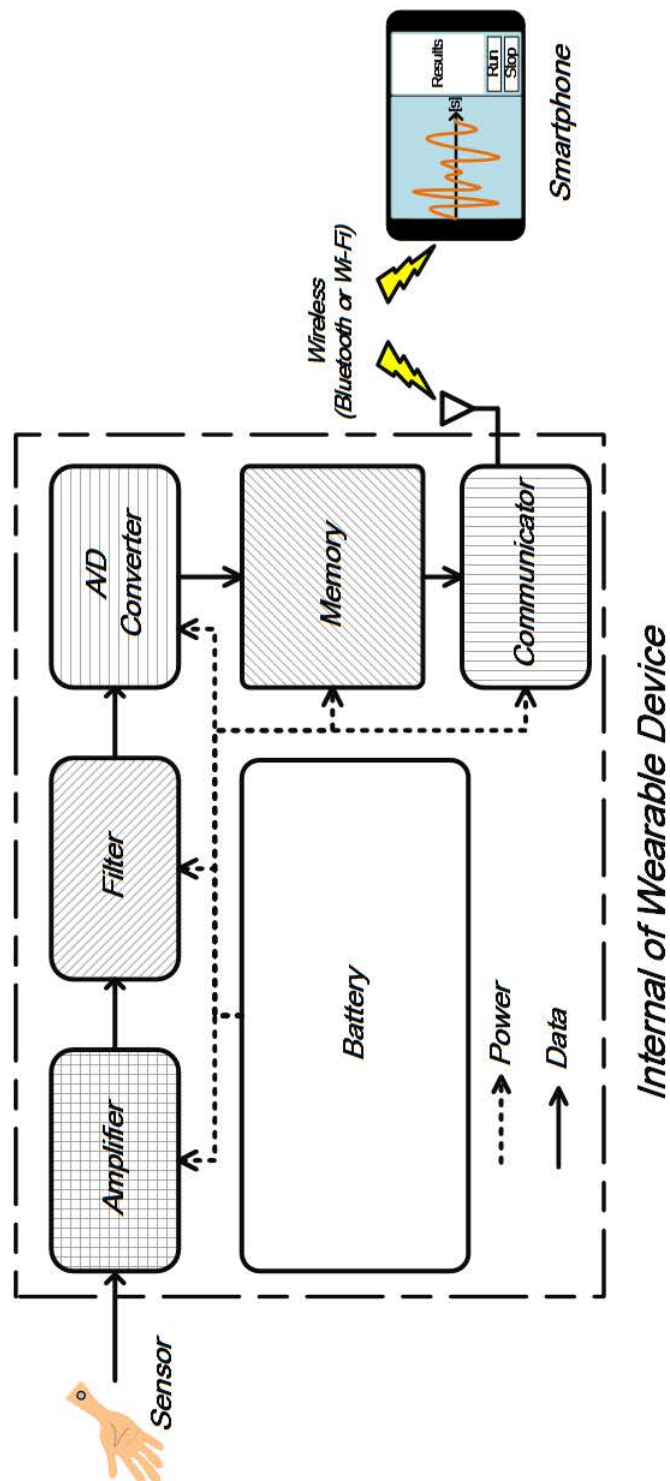 Sensor
Amplifier
Filter
A/D
Converter
Battery
Memory
Communicator
Power
Data
Wireless
(Bluetooth or Wi-Fi)
[s]
Results
Run
Stop
Smartphone
Internal of Wearable Device